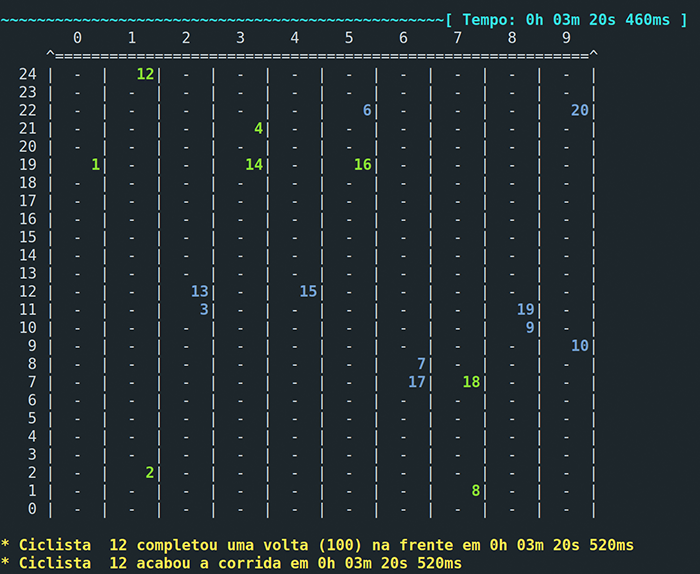 ~~~~~~~~~~~~~~~~~~~~~~~~~~~~~~~~~~~~~~~~~~~~~~~~~[ Tempo: 0h 03m 20s 460ms ]
        0     1     2     3     4     5     6     7     8     9
     ^===========================================================^
  24 |  -  |   12|  -  |  -  |  -  |  -  |  -  |  -  |  -  |  -  |
  23 |  -  |  -  |  -  |  -  |  -  |  -  |  -  |  -  |  -  |  -  |
  22 |  -  |  -  |  -  |  -  |  -  |    6|  -  |  -  |  -  |   20|
  21 |  -  |  -  |  -  |    4|  -  |  -  |  -  |  -  |  -  |  -  |
  20 |  -  |  -  |  -  |  -  |  -  |  -  |  -  |  -  |  -  |  -  |
  19 |    1|  -  |  -  |   14|  -  |   16|  -  |  -  |  -  |  -  |
  18 |  -  |  -  |  -  |  -  |  -  |  -  |  -  |  -  |  -  |  -  |
  17 |  -  |  -  |  -  |  -  |  -  |  -  |  -  |  -  |  -  |  -  |
  16 |  -  |  -  |  -  |  -  |  -  |  -  |  -  |  -  |  -  |  -  |
  15 |  -  |  -  |  -  |  -  |  -  |  -  |  -  |  -  |  -  |  -  |
  14 |  -  |  -  |  -  |  -  |  -  |  -  |  -  |  -  |  -  |  -  |
  13 |  -  |  -  |  -  |  -  |  -  |  -  |  -  |  -  |  -  |  -  |
  12 |  -  |  -  |   13|  -  |   15|  -  |  -  |  -  |  -  |  -  |
  11 |  -  |  -  |    3|  -  |  -  |  -  |  -  |  -  |   19|  -  |
  10 |  -  |  -  |  -  |  -  |  -  |  -  |  -  |  -  |    9|  -  |
   9 |  -  |  -  |  -  |  -  |  -  |  -  |  -  |  -  |  -  |   10|
   8 |  -  |  -  |  -  |  -  |  -  |  -  |    7|  -  |  -  |  -  |
   7 |  -  |  -  |  -  |  -  |  -  |  -  |   17|   18|  -  |  -  |
   6 |  -  |  -  |  -  |  -  |  -  |  -  |  -  |  -  |  -  |  -  |
   5 |  -  |  -  |  -  |  -  |  -  |  -  |  -  |  -  |  -  |  -  |
   4 |  -  |  -  |  -  |  -  |  -  |  -  |  -  |  -  |  -  |  -  |
   3 |  -  |  -  |  -  |  -  |  -  |  -  |  -  |  -  |  -  |  -  |
   2 |  -  |    2|  -  |  -  |  -  |  -  |  -  |  -  |  -  |  -  |
   1 |  -  |  -  |  -  |  -  |  -  |  -  |  -  |    8|  -  |  -  |
   0 |  -  |  -  |  -  |  -  |  -  |  -  |  -  |  -  |  -  |  -  |
* Ciclista  12 completou uma volta (100) na frente em 0h 03m 20s 520ms
* Ciclista  12 acabou a corrida em 0h 03m 20s 520ms